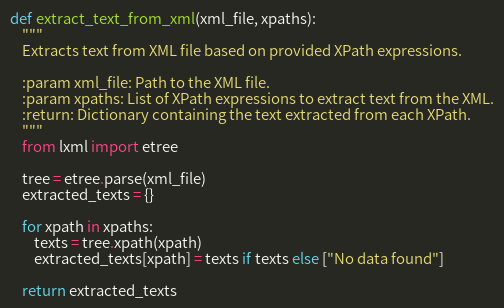 def extract_text_from_xml(xml_file, xpaths):
    """
    Extracts text from XML file based on provided XPath expressions.

    :param xml_file: Path to the XML file.
    :param xpaths: List of XPath expressions to extract text from the XML.
    :return: Dictionary containing the text extracted from each XPath.
    """
    from lxml import etree

    tree = etree.parse(xml_file)
    extracted_texts = {}

    for xpath in xpaths:
        texts = tree.xpath(xpath)
        extracted_texts[xpath] = texts if texts else ["No data found"]

    return extracted_texts